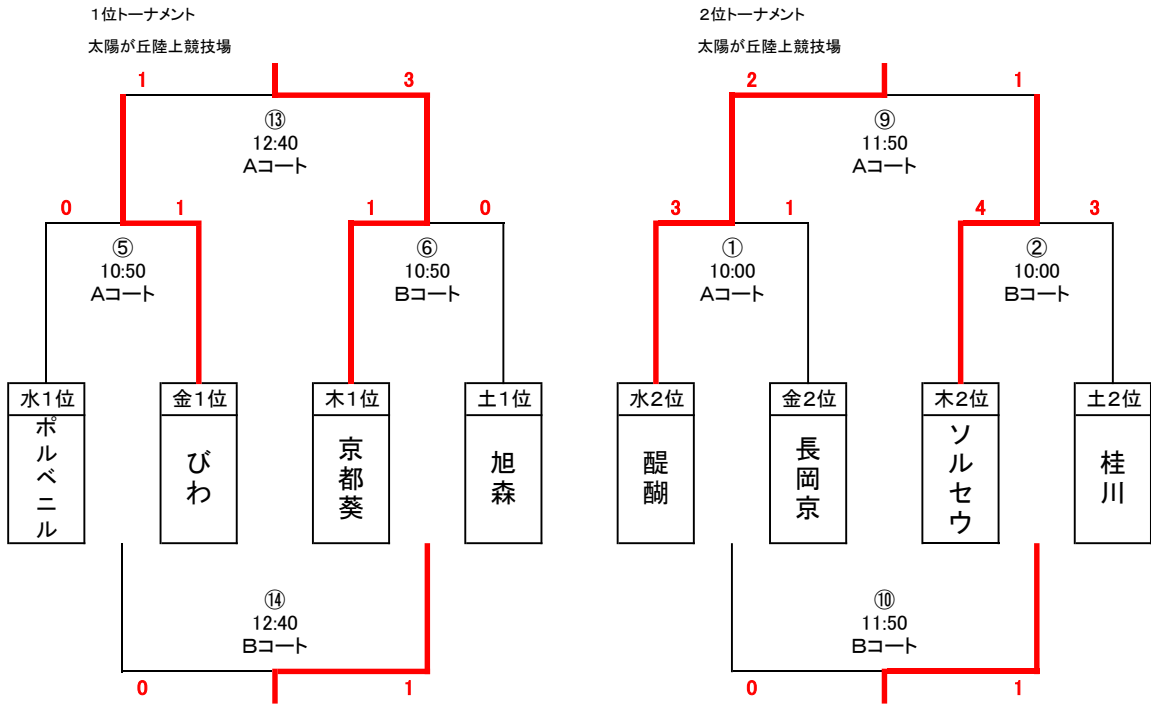 1位トーナメント
太陽が丘陸上競技場
1 3
⑬
12:40
Aコート
0 1 1 0
⑤ ⑥
10:50 10:50
Aコート Bコート
水1位 金1位 木1位 土1位
ポルベニル
びわ
京都葵
旭森
⑭
12:40
Bコート
0 1
2位トーナメント
太陽が丘陸上競技場
2 1
⑨
11:50
Aコート
3 1 4 3
① ②
10:00 10:00
Aコート Bコート
水2位 金2位 木2位 土2位
醍醐
長岡京
ソルセウ
桂川
⑩
11:50
Bコート
0 1